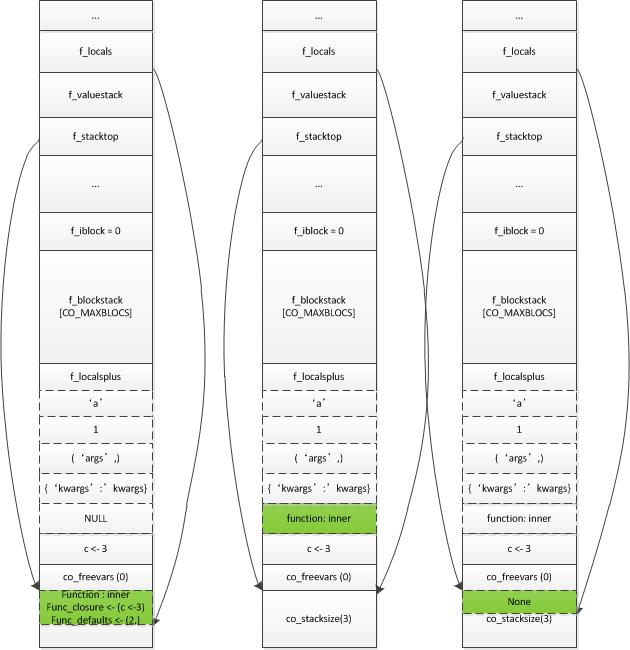 ...
f_locals
f_valuestack
f_stacktop
...
f_iblock = 0
f_blockstack
[CO_MAXBLOCS]
f_localsplus
‘a’
1
( ‘args’ ,)
{ ‘kwargs’ :’ kwargs}
NULL
c <- 3
co_freevars (0)
Function : inner
Func_closure <- (c <-3)
Func_defaults <- (2,)
...
f_locals
f_valuestack
f_stacktop
...
f_iblock = 0
f_blockstack
[CO_MAXBLOCS]
f_localsplus
‘a’
1
( ‘args’ ,)
{ ‘kwargs’ :’ kwargs}
function: inner
c <- 3
co_freevars (0)
co_stacksize(3)
...
f_locals
f_valuestack
f_stacktop
...
f_iblock = 0
f_blockstack
[CO_MAXBLOCS]
f_localsplus
‘a’
1
( ‘args’ ,)
{ ‘kwargs’ :’ kwargs}
function: inner
c <- 3
co_freevars (0)
None
co_stacksize(3)